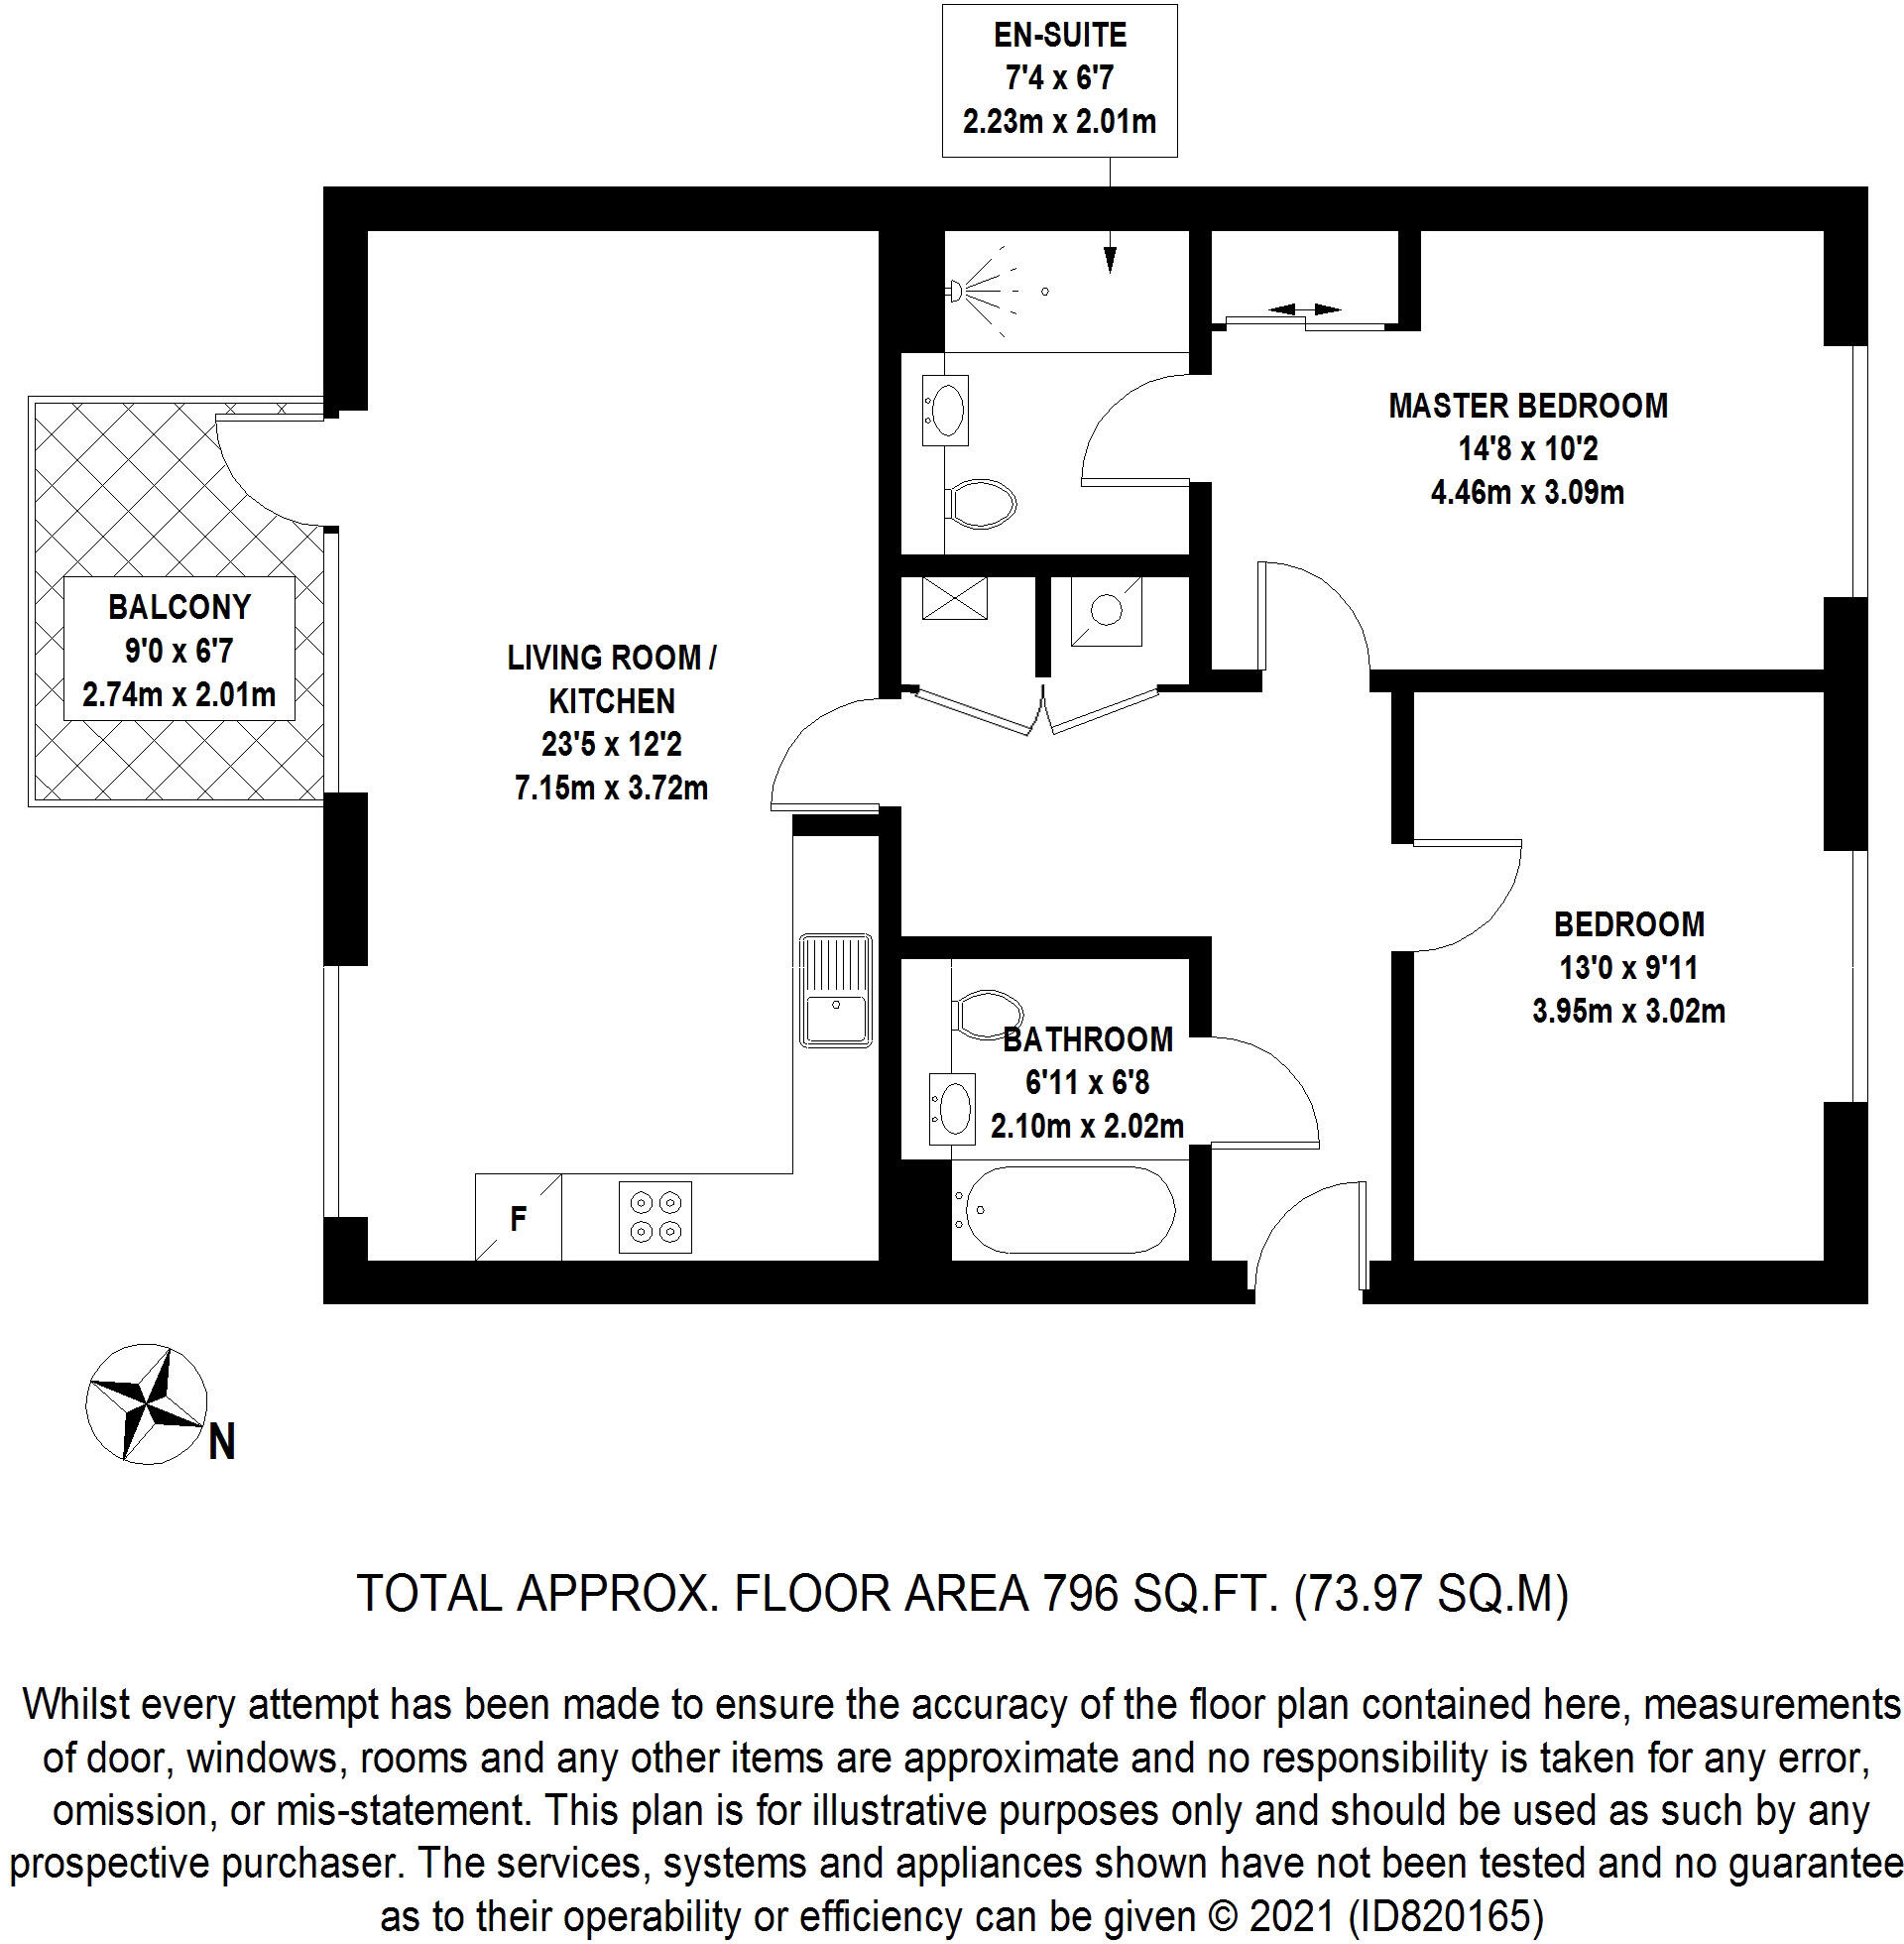 EN-SUITE
7'4 x 6'7
2.23m x 2.01m
MASTER BEDROOM
14'8 x 10'2
4.46m x 3.09m
BALCONY
9'0 x 6'7
2.74m x 2.01m
LIVING ROOM /
KITCHEN
23'5 x 12'2
7.15m x 3.72m
BEDROOM
13'0 x 9'11
3.95m x 3.02m
BATHROOM
6'11 x 6'8
2.10m x 2.02m
F
N
TOTAL APPROX. FLOOR AREA 796 SQ.FT. (73.97 SQ.M)
Whilst every attempt has been made to ensure the accuracy of the floor plan contained here, measurements
of door, windows, rooms and any other items are approximate and no responsibility is taken for any error,
omission, or mis-statement. This plan is for illustrative purposes only and should be used as such by any
prospective purchaser. The services, systems and appliances shown have not been tested and no guarantee
as to their operability or efficiency can be given © 2021 (ID820165)